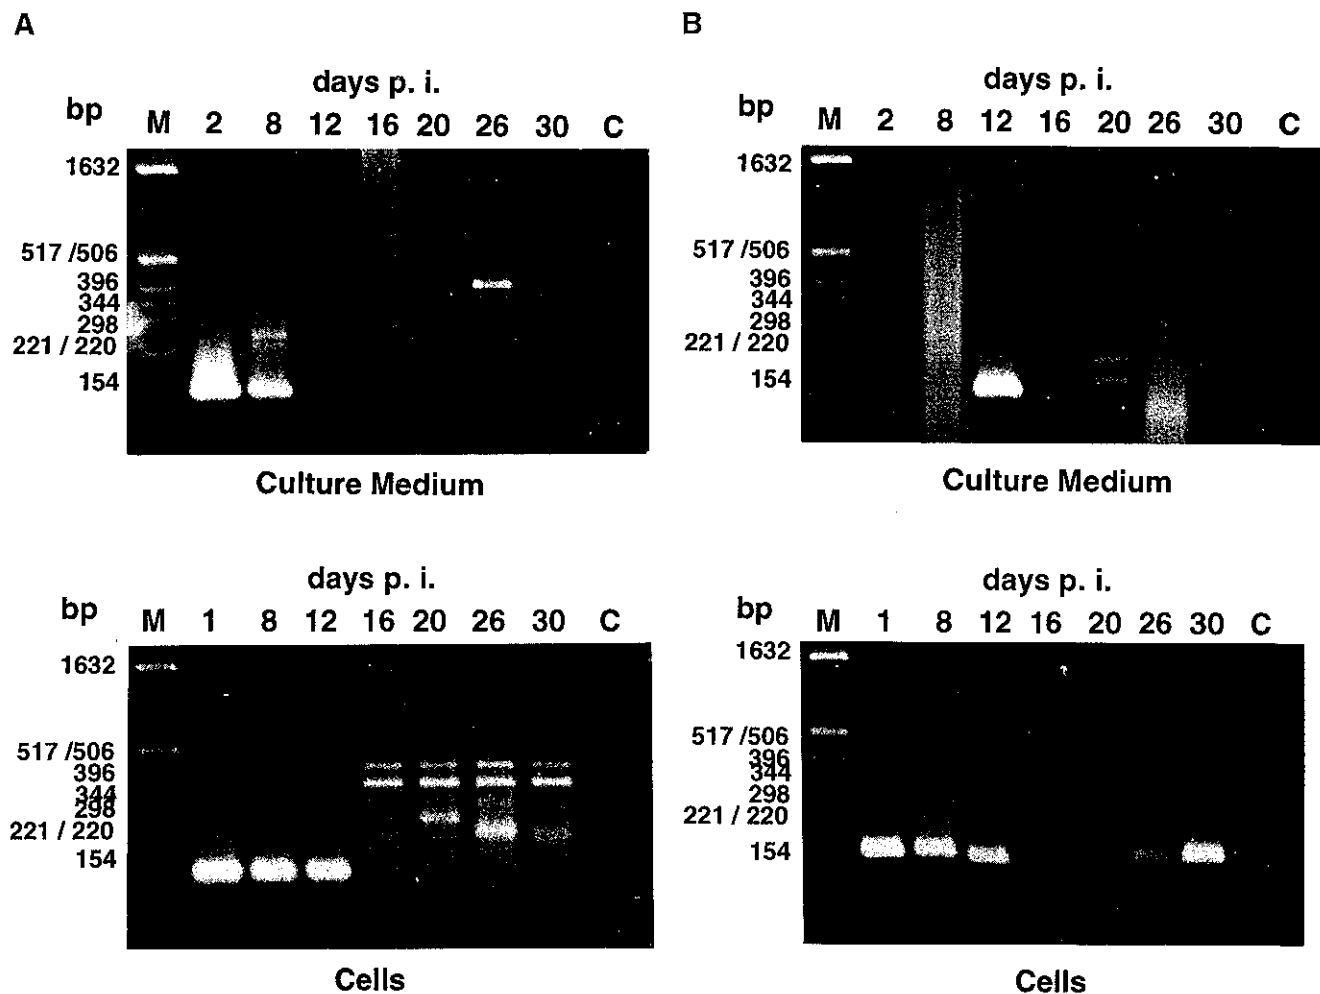 A
days p. i.
bp
M 2 8 12 16 20 26 30 C
1632
517 /506
396
344
298
221 / 220
154
Culture Medium
days p. i.
bp
M 1 8 12 16 20 26 30 C
1632
517 /506
396
344
298
221 / 220
154
Cells
B
days p. i.
bp
M 2 8 12 16 20 26 30 C
1632
517 /506
396
344
298
221 / 220
154
Culture Medium
days p. i.
bp
M 1 8 12 16 20 26 30 C
1632
517 /506
396
344
298
221 / 220
154
Cells